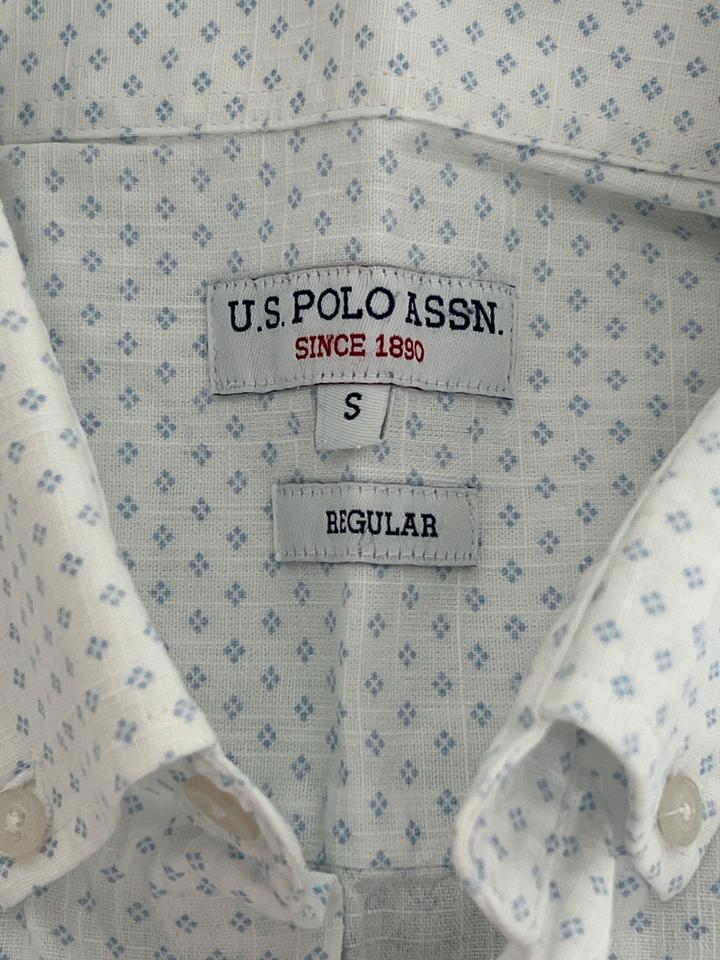 U.S. POLO ASSN.
SINCE 1890
S
REGULAR